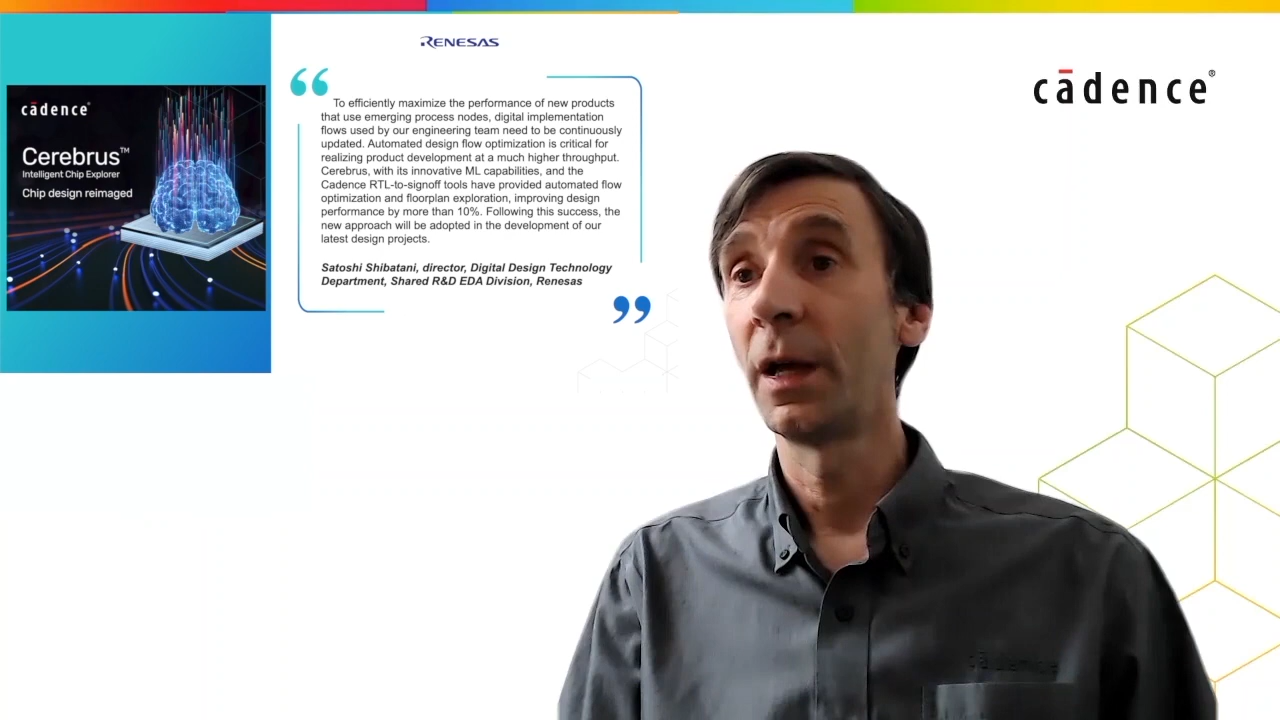 cādence®
Cerebrus™
Intelligent Chip Explorer
Chip design reimaged
RENESAS
“
To efficiently maximize the performance of new products
that use emerging process nodes, digital implementation
flows used by our engineering team need to be continuously
updated. Automated design flow optimization is critical for
realizing product development at a much higher throughput.
Cerebrus, with its innovative ML capabilities, and the
Cadence RTL-to-signoff tools have provided automated flow
optimization and floorplan exploration, improving design
performance by more than 10%. Following this success, the
new approach will be adopted in the development of our
latest design projects.
Satoshi Shibatani, director, Digital Design Technology
Department, Shared R&D EDA Division, Renesas
”
cādence®
cādence